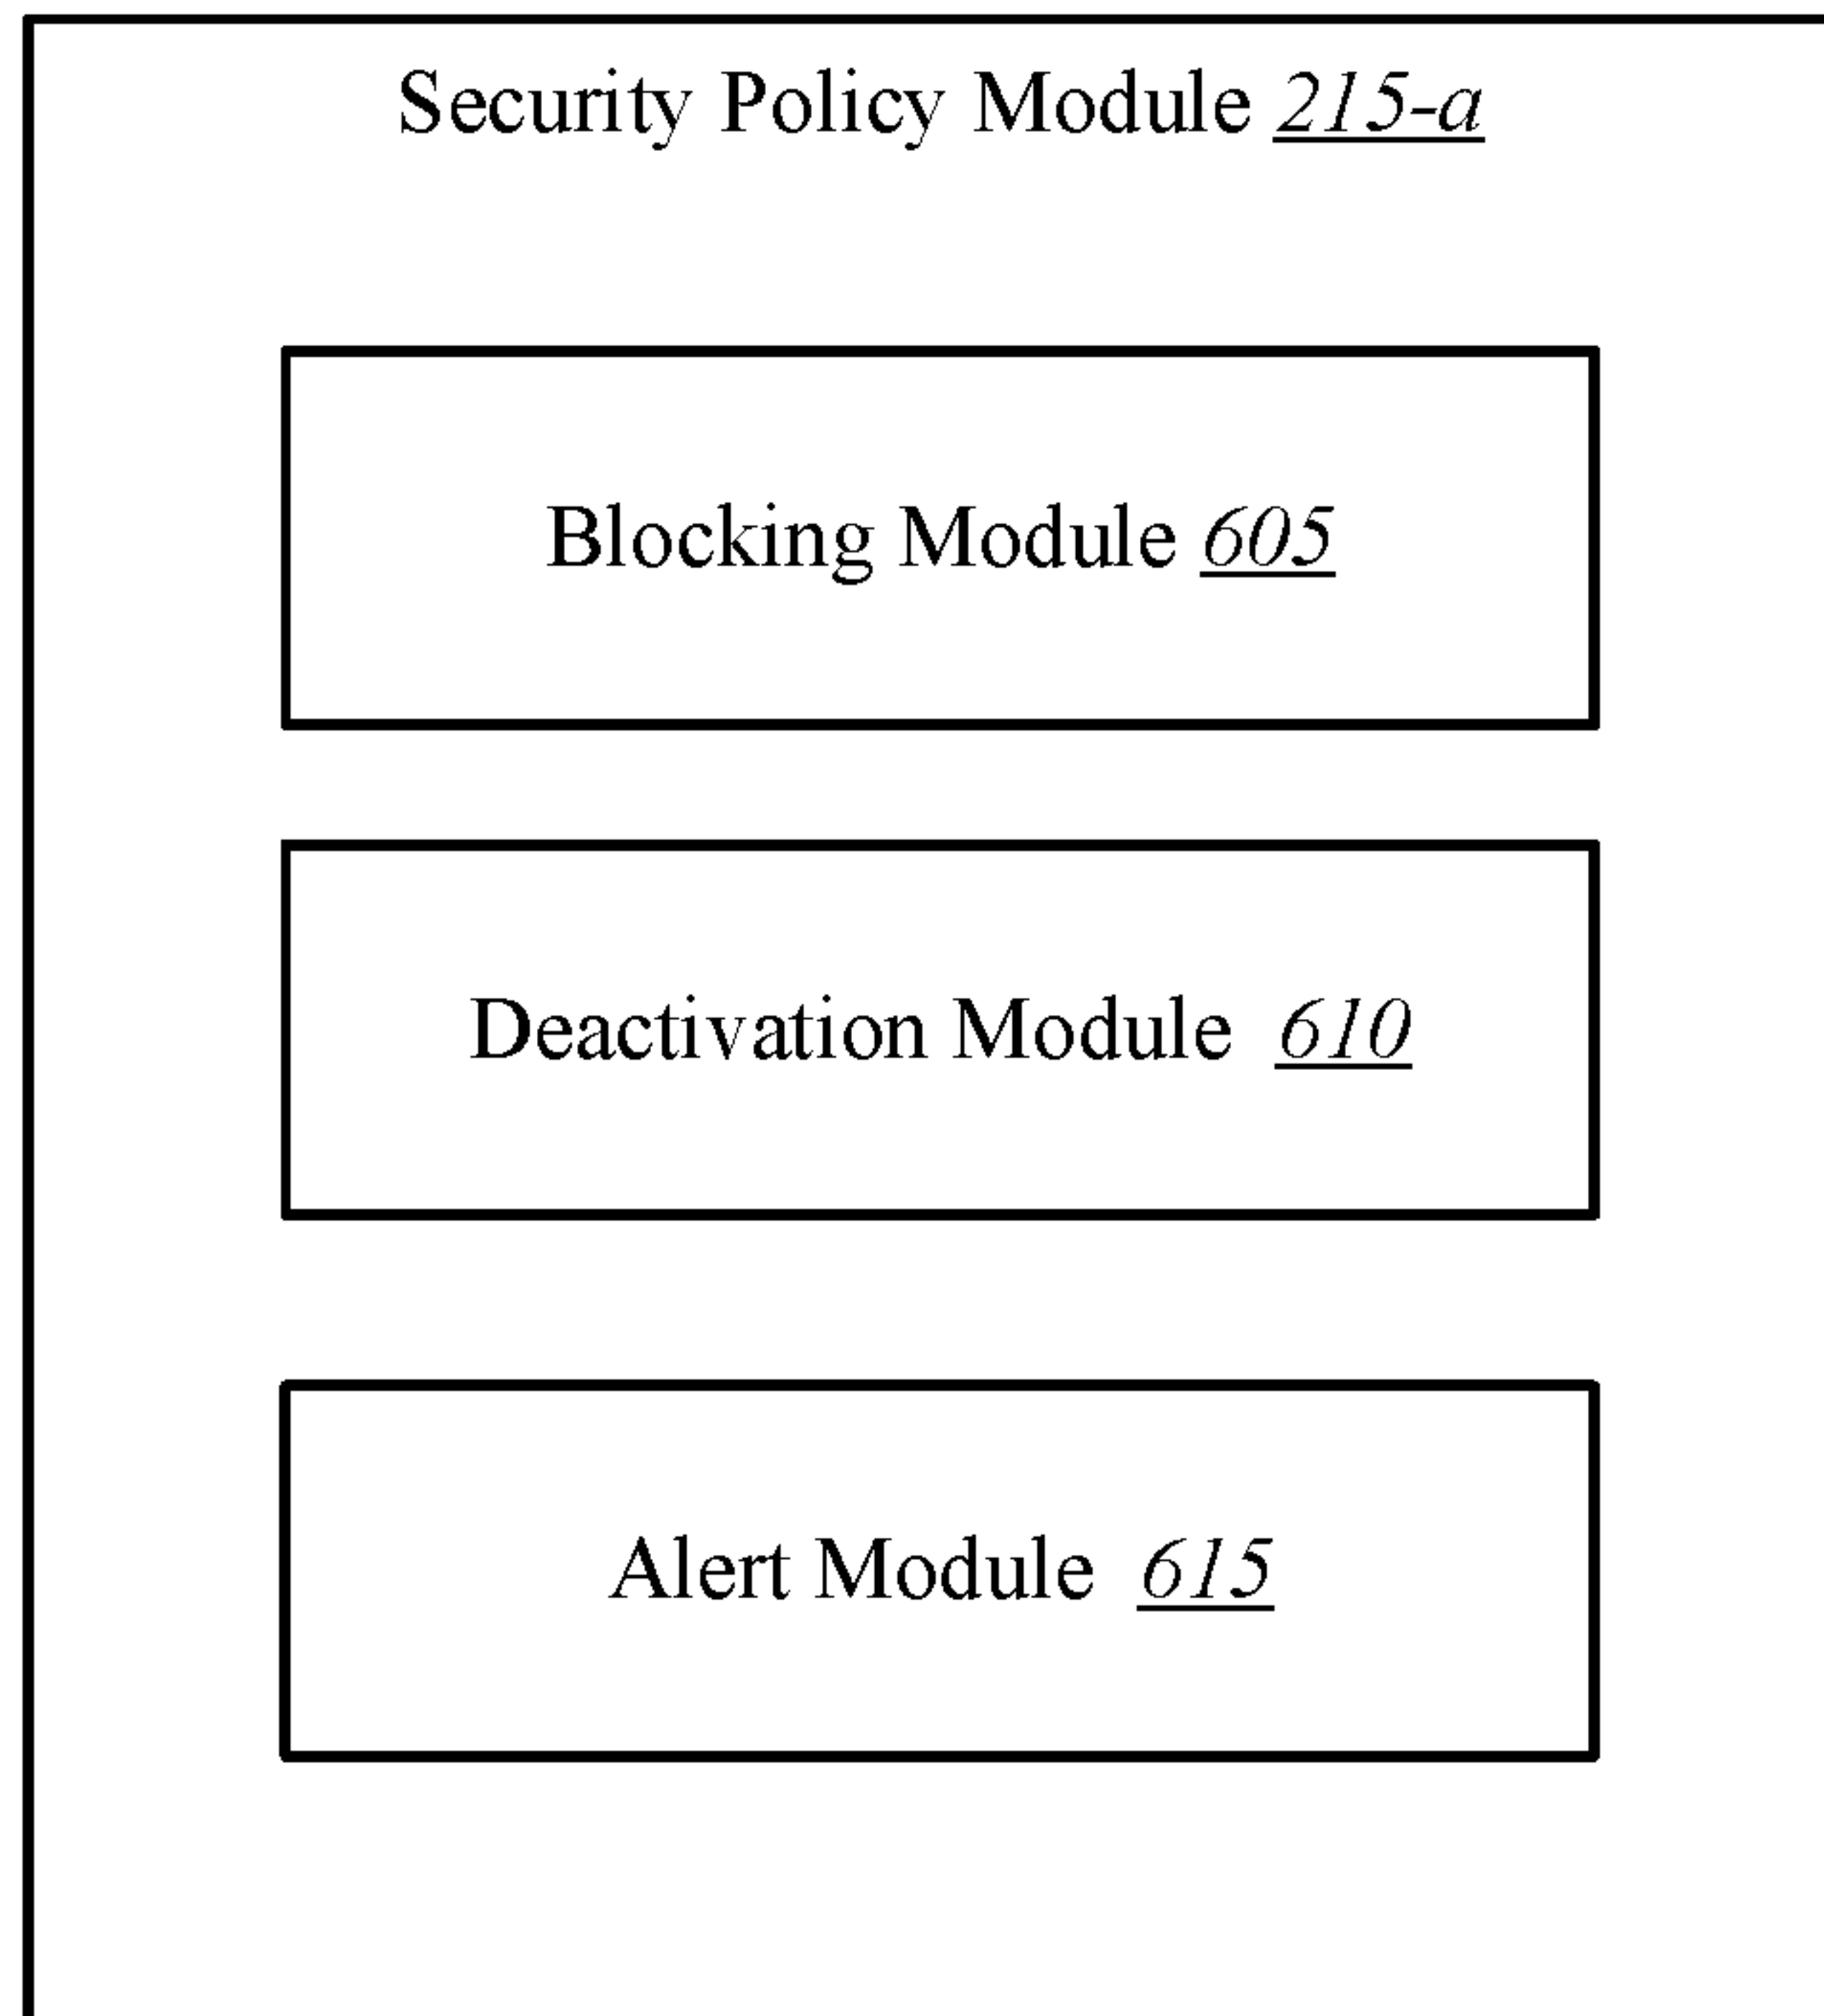 Security Policy Module 215-a
Blocking Module 605
Deactivation Module 610
Alert Module 615